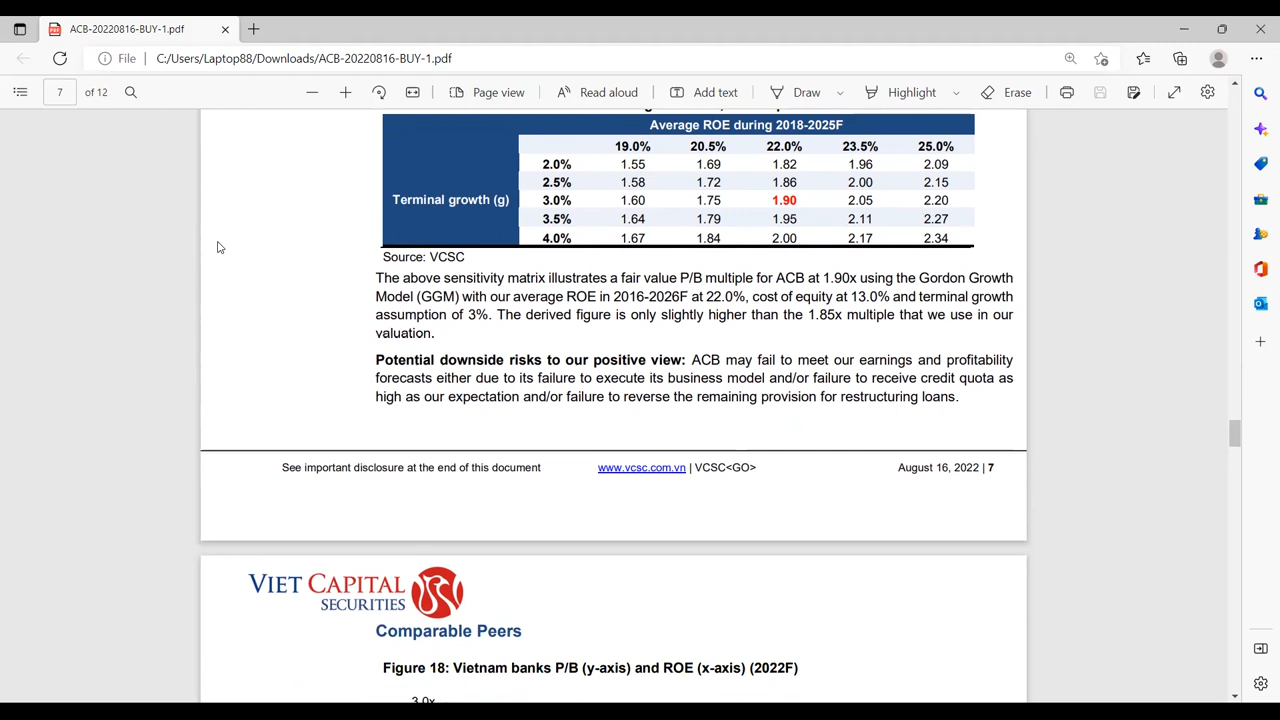 ACB-20220816-BUY-1.pdf
File C:/Users/Laptop88/Downloads/ACB-20220816-BUY-1.pdf
7 of 12 Page view Read aloud Add text Draw Highlight Erase
Average ROE during 2018-2025F
19.0% 20.5% 22.0% 23.5% 25.0%
2.0% 1.55 1.69 1.82 1.96 2.09
2.5% 1.58 1.72 1.86 2.00 2.15
Terminal growth (g) 3.0% 1.60 1.75 1.90 2.05 2.20
3.5% 1.64 1.79 1.95 2.11 2.27
4.0% 1.67 1.84 2.00 2.17 2.34
Source: VCSC
The above sensitivity matrix illustrates a fair value P/B multiple for ACB at 1.90x using the Gordon Growth
Model (GGM) with our average ROE in 2016-2026F at 22.0%, cost of equity at 13.0% and terminal growth
assumption of 3%. The derived figure is only slightly higher than the 1.85x multiple that we use in our
valuation.
Potential downside risks to our positive view: ACB may fail to meet our earnings and profitability
forecasts either due to its failure to execute its business model and/or failure to receive credit quota as
high as our expectation and/or failure to reverse the remaining provision for restructuring loans.
See important disclosure at the end of this document www.vcsc.com.vn | VCSC<GO> August 16, 2022 | 7
VIET CAPITAL
SECURITIES
Comparable Peers
Figure 18: Vietnam banks P/B (y-axis) and ROE (x-axis) (2022F)
3.0x